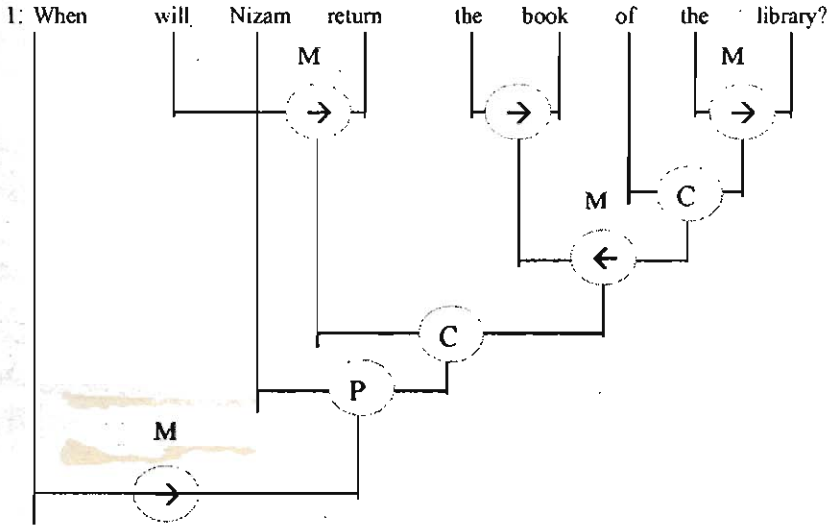 1: When will Nizam return the book of the library?
M M
→ → →
M C
←
C
P
M
→